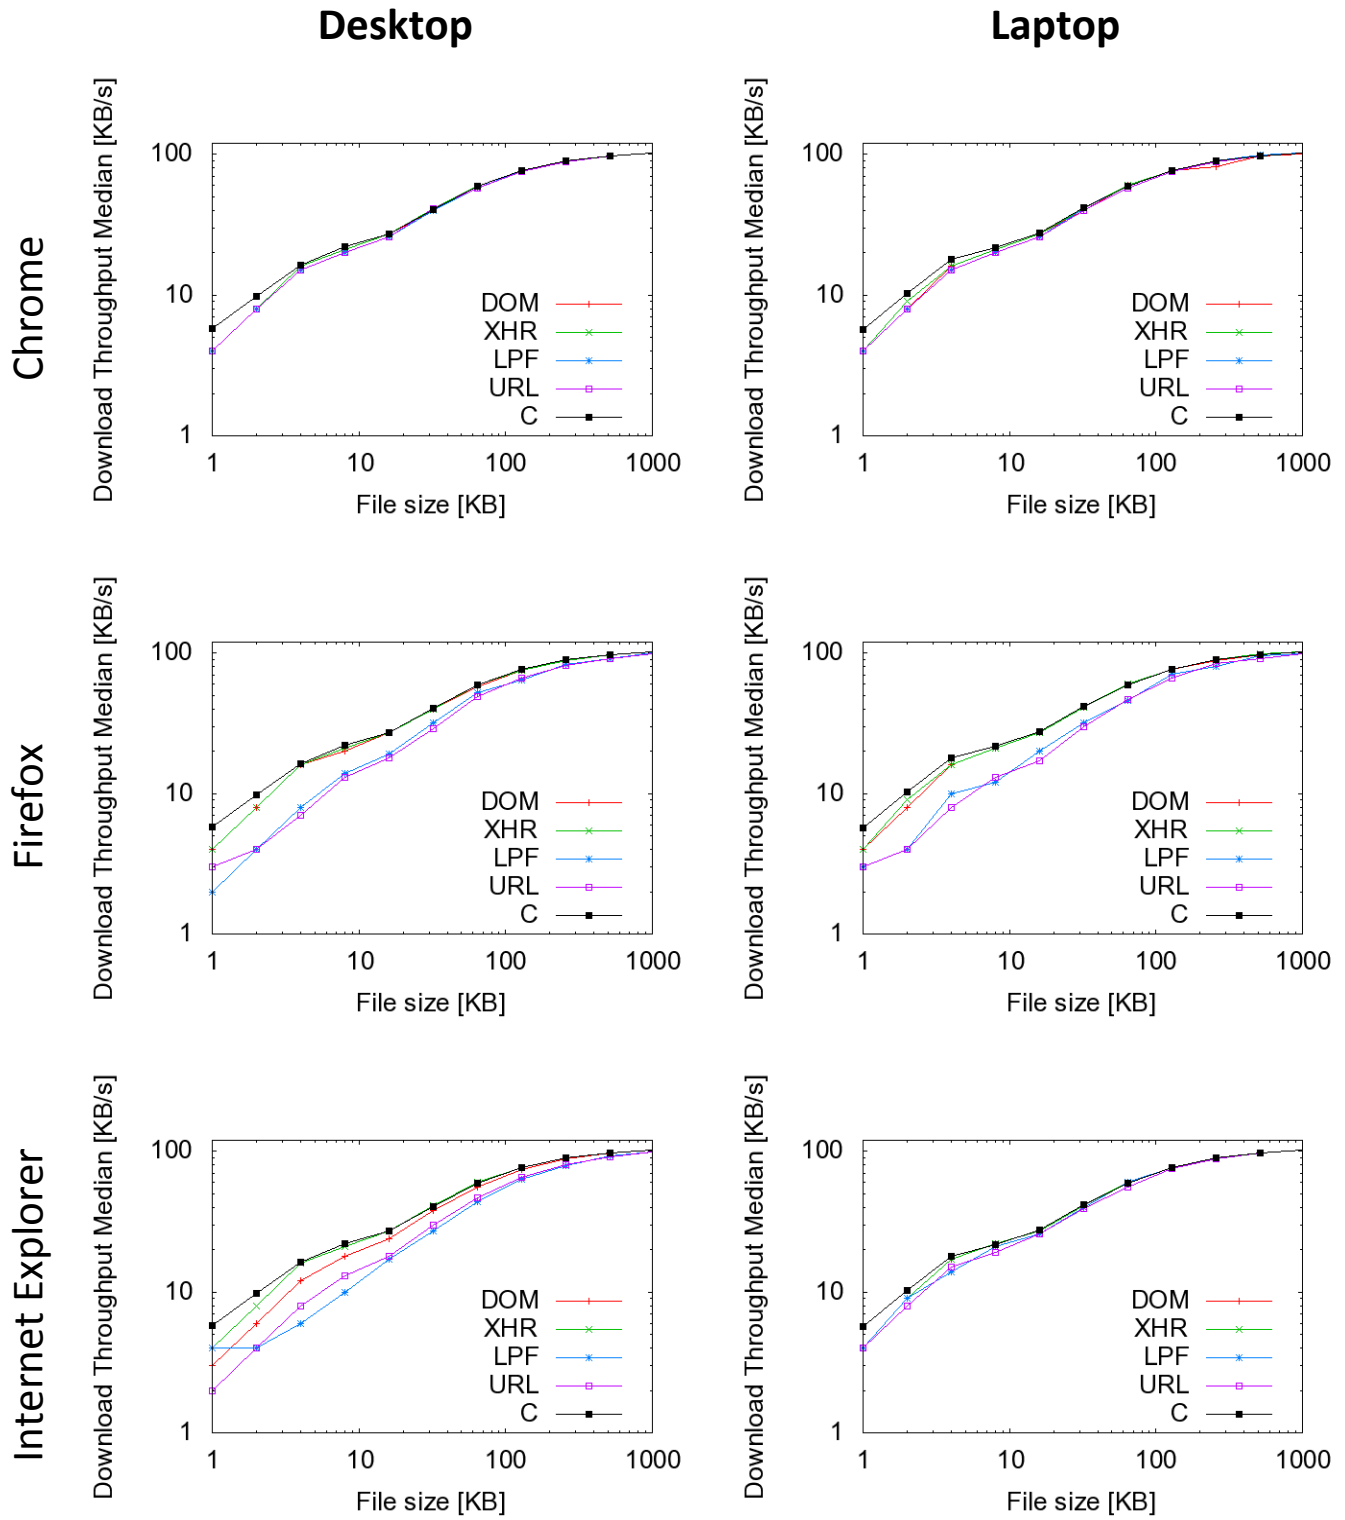 Desktop
Laptop
Chrome
Download Throughput Median [KB/s]
100
10
1
DOM
XHR
LPF
URL
C
1 10 100 1000
File size [KB]
Download Throughput Median [KB/s]
100
10
1
DOM
XHR
LPF
URL
C
1 10 100 1000
File size [KB]
Firefox
Download Throughput Median [KB/s]
100
10
1
DOM
XHR
LPF
URL
C
1 10 100 1000
File size [KB]
Download Throughput Median [KB/s]
100
10
1
DOM
XHR
LPF
URL
C
1 10 100 1000
File size [KB]
Internet Explorer
Download Throughput Median [KB/s]
100
10
1
DOM
XHR
LPF
URL
C
1 10 100 1000
File size [KB]
Download Throughput Median [KB/s]
100
10
1
DOM
XHR
LPF
URL
C
1 10 100 1000
File size [KB]